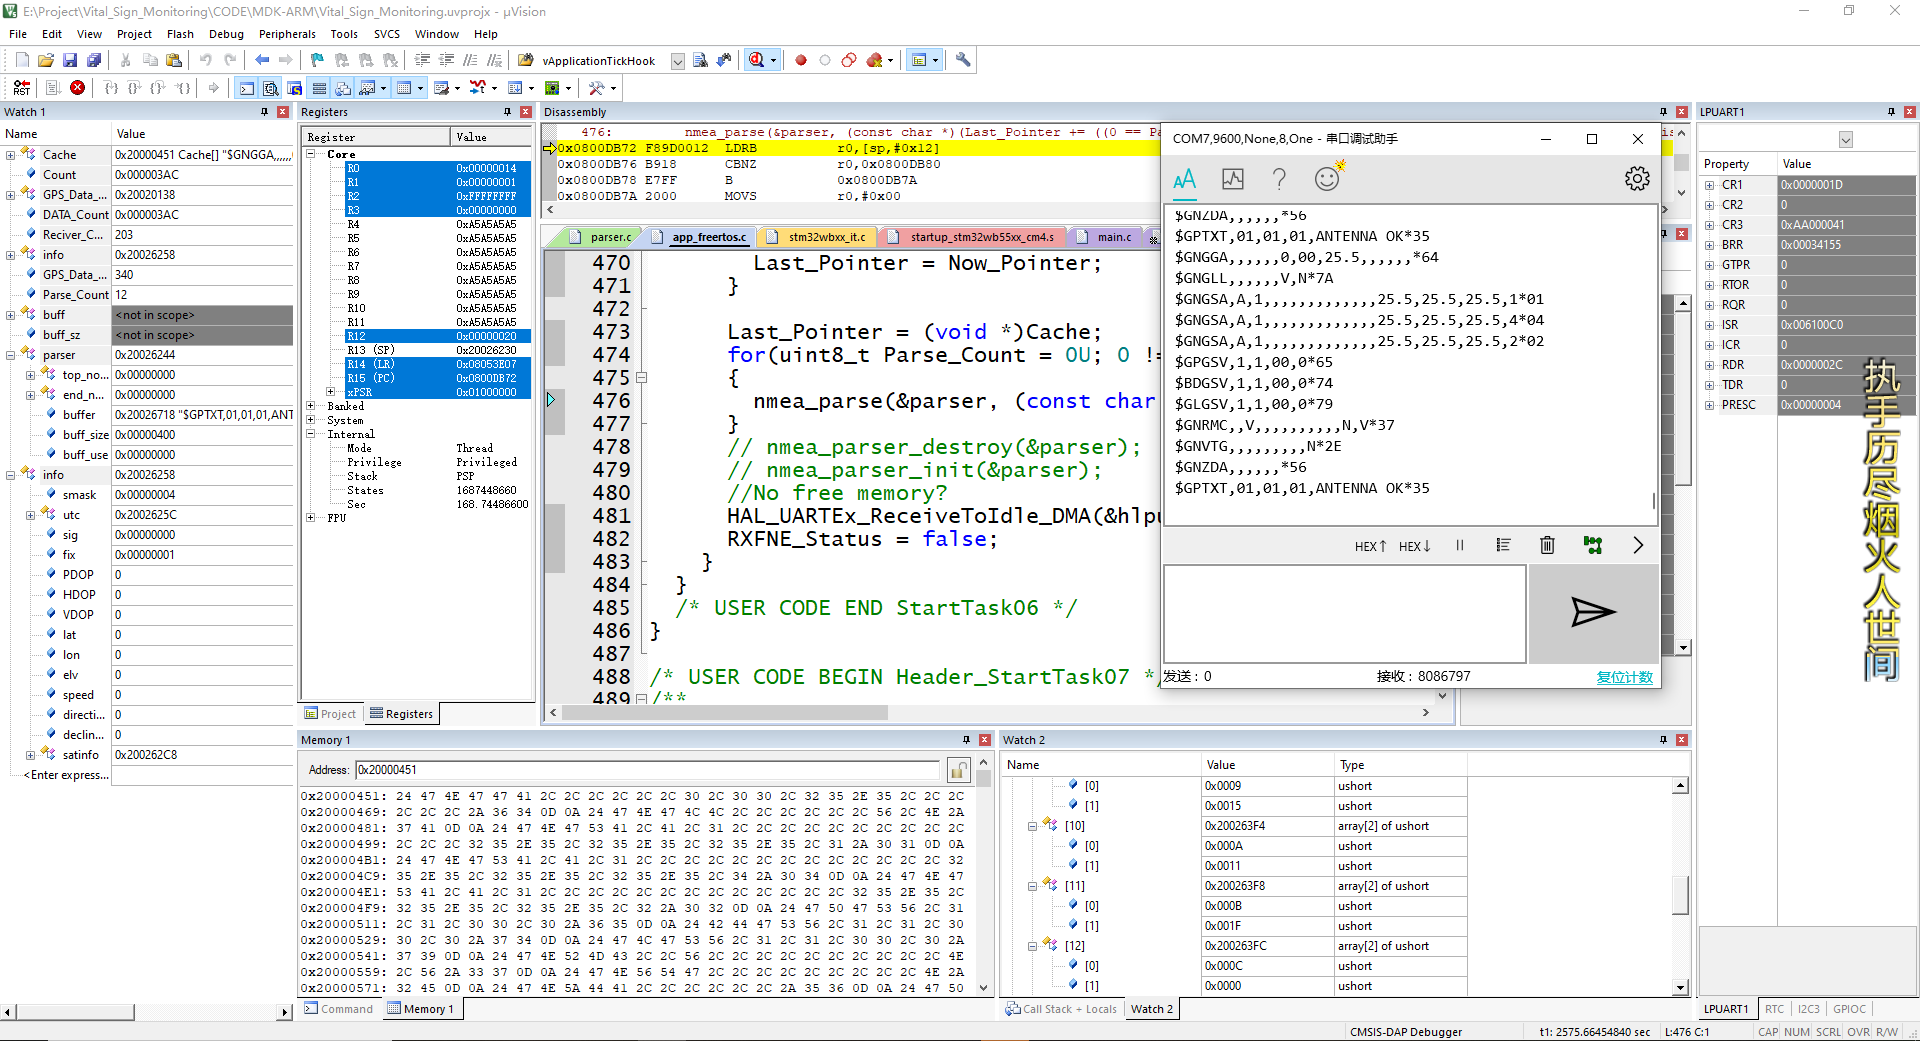 E:\Project\Vital_Sign_Monitoring\CODE\MDK-ARM\Vital_Sign_Monitoring.uvprojx - µVision
File Edit View Project Flash Debug Peripherals Tools SVCS Window Help
vApplicationTickHook
RST
Watch 1
Name Value
Cache 0x20000451 Cache[] "$GNGGA,,,,,,
Count 0x000003AC
GPS_Data_... 0x20020138
DATA_Count 0x000003AC
Reciver_C... 203
info 0x20026258
GPS_Data_... 340
Parse_Count 12
buff <not in scope>
buff_sz <not in scope>
parser 0x20026244
top_no... 0x00000000
end_n... 0x00000000
buffer 0x20026718 "$GPTXT,01,01,01,ANT
buff_size 0x00000400
buff_use 0x00000000
info 0x20026258
smask 0x00000004
utc 0x2002625C
sig 0x00000000
fix 0x00000001
PDOP 0
HDOP 0
VDOP 0
lat 0
lon 0
elv 0
speed 0
directi... 0
declin... 0
satinfo 0x200262C8
<Enter express...
Registers
Register Value
Core
R0 0x00000014
R1 0x00000001
R2 0xFFFFFFFF
R3 0x00000000
R4 0xA5A5A5A5
R5 0xA5A5A5A5
R6 0xA5A5A5A5
R7 0xA5A5A5A5
R8 0xA5A5A5A5
R9 0xA5A5A5A5
R10 0xA5A5A5A5
R11 0xA5A5A5A5
R12 0x00000020
R13 (SP) 0x20026230
R14 (LR) 0x08053E07
R15 (PC) 0x0800DB72
xPSR 0x01000000
Banked
System
Internal
Mode Thread
Privilege Privileged
Stack PSP
States 1687448660
Sec 168.74486600
FPU
Project Registers
Disassembly
476: nmea_parse(&parser, (const char *)(Last_Pointer += ((0 == Pa
0x0800DB72 F89D0012 LDRB r0,[sp,#0x12]
0x0800DB76 B918 CBNZ r0,0x0800DB80
0x0800DB78 E7FF B 0x0800DB7A
0x0800DB7A 2000 MOVS r0,#0x00
parser.c app_freertos.c stm32wbxx_it.c startup_stm32wb55xx_cm4.s main.c
470 Last_Pointer = Now_Pointer;
471 }
472
473 Last_Pointer = (void *)Cache;
474 for(uint8_t Parse_Count = 0U; 0 !=
475 {
476 nmea_parse(&parser, (const char
477 }
478 // nmea_parser_destroy(&parser);
479 // nmea_parser_init(&parser);
480 //No free memory?
481 HAL_UARTEx_ReceiveToIdle_DMA(&hlpu
482 RXFNE_Status = false;
483 }
484 }
485 /* USER CODE END StartTask06 */
486 }
487
488 /* USER CODE BEGIN Header_StartTask07 *
489 /**
COM7,9600,None,8,One - 串口调试助手
$GNZDA,,,,,,*56
$GPTXT,01,01,01,ANTENNA OK*35
$GNGGA,,,,,,0,00,25.5,,,,,,*64
$GNGLL,,,,,,V,N*7A
$GNGSA,A,1,,,,,,,,,,,,,25.5,25.5,25.5,1*01
$GNGSA,A,1,,,,,,,,,,,,,25.5,25.5,25.5,4*04
$GNGSA,A,1,,,,,,,,,,,,,25.5,25.5,25.5,2*02
$GPGSV,1,1,00,0*65
$BDGSV,1,1,00,0*74
$GLGSV,1,1,00,0*79
$GNRMC,,V,,,,,,,,,,N,V*37
$GNVTG,,,,,,,,,N*2E
$GNZDA,,,,,,*56
$GPTXT,01,01,01,ANTENNA OK*35
HEX↑ HEX↓
发送 : 0 接收 : 8086797 复位计数
LPUART1
Property Value
CR1 0x0000001D
CR2 0
CR3 0xAA000041
BRR 0x00034155
GTPR 0
RTOR 0
RQR 0
ISR 0x006100C0
ICR 0
RDR 0x0000002C
TDR 0
PRESC 0x00000004
执手历尽烟火人世间
Memory 1
Address: 0x20000451
0x20000451: 24 47 4E 47 47 41 2C 2C 2C 2C 2C 2C 30 2C 30 30 2C 32 35 2E 35 2C 2C 2C
0x20000469: 2C 2C 2C 2A 36 34 0D 0A 24 47 4E 47 4C 4C 2C 2C 2C 2C 2C 2C 56 2C 4E 2A
0x20000481: 37 41 0D 0A 24 47 4E 47 53 41 2C 41 2C 31 2C 2C 2C 2C 2C 2C 2C 2C 2C 2C
0x20000499: 2C 2C 2C 32 35 2E 35 2C 32 35 2E 35 2C 32 35 2E 35 2C 31 2A 30 31 0D 0A
0x200004B1: 24 47 4E 47 53 41 2C 41 2C 31 2C 2C 2C 2C 2C 2C 2C 2C 2C 2C 2C 2C 2C 32
0x200004C9: 35 2E 35 2C 32 35 2E 35 2C 32 35 2E 35 2C 34 2A 30 34 0D 0A 24 47 4E 47
0x200004E1: 53 41 2C 41 2C 31 2C 2C 2C 2C 2C 2C 2C 2C 2C 2C 2C 2C 2C 32 35 2E 35 2C
0x200004F9: 32 35 2E 35 2C 32 35 2E 35 2C 32 2A 30 32 0D 0A 24 47 50 47 53 56 2C 31
0x20000511: 2C 31 2C 30 30 2C 30 2A 36 35 0D 0A 24 42 44 47 53 56 2C 31 2C 31 2C 30
0x20000529: 30 2C 30 2A 37 34 0D 0A 24 47 4C 47 53 56 2C 31 2C 31 2C 30 30 2C 30 2A
0x20000541: 37 39 0D 0A 24 47 4E 52 4D 43 2C 2C 56 2C 2C 2C 2C 2C 2C 2C 2C 2C 2C 4E
0x20000559: 2C 56 2A 33 37 0D 0A 24 47 4E 56 54 47 2C 2C 2C 2C 2C 2C 2C 2C 2C 4E 2A
0x20000571: 32 45 0D 0A 24 47 4E 5A 44 41 2C 2C 2C 2C 2C 2C 2A 35 36 0D 0A 24 47 50
Command Memory 1
Watch 2
Name Value Type
[0] 0x0009 ushort
[1] 0x0015 ushort
[10] 0x200263F4 array[2] of ushort
[0] 0x000A ushort
[1] 0x0011 ushort
[11] 0x200263F8 array[2] of ushort
[0] 0x000B ushort
[1] 0x001F ushort
[12] 0x200263FC array[2] of ushort
[0] 0x000C ushort
[1] 0x0000 ushort
Call Stack + Locals Watch 2
LPUART1 RTC I2C3 GPIOC
CMSIS-DAP Debugger t1: 2575.66454840 sec L:476 C:1 CAP NUM SCRL OVR R/W